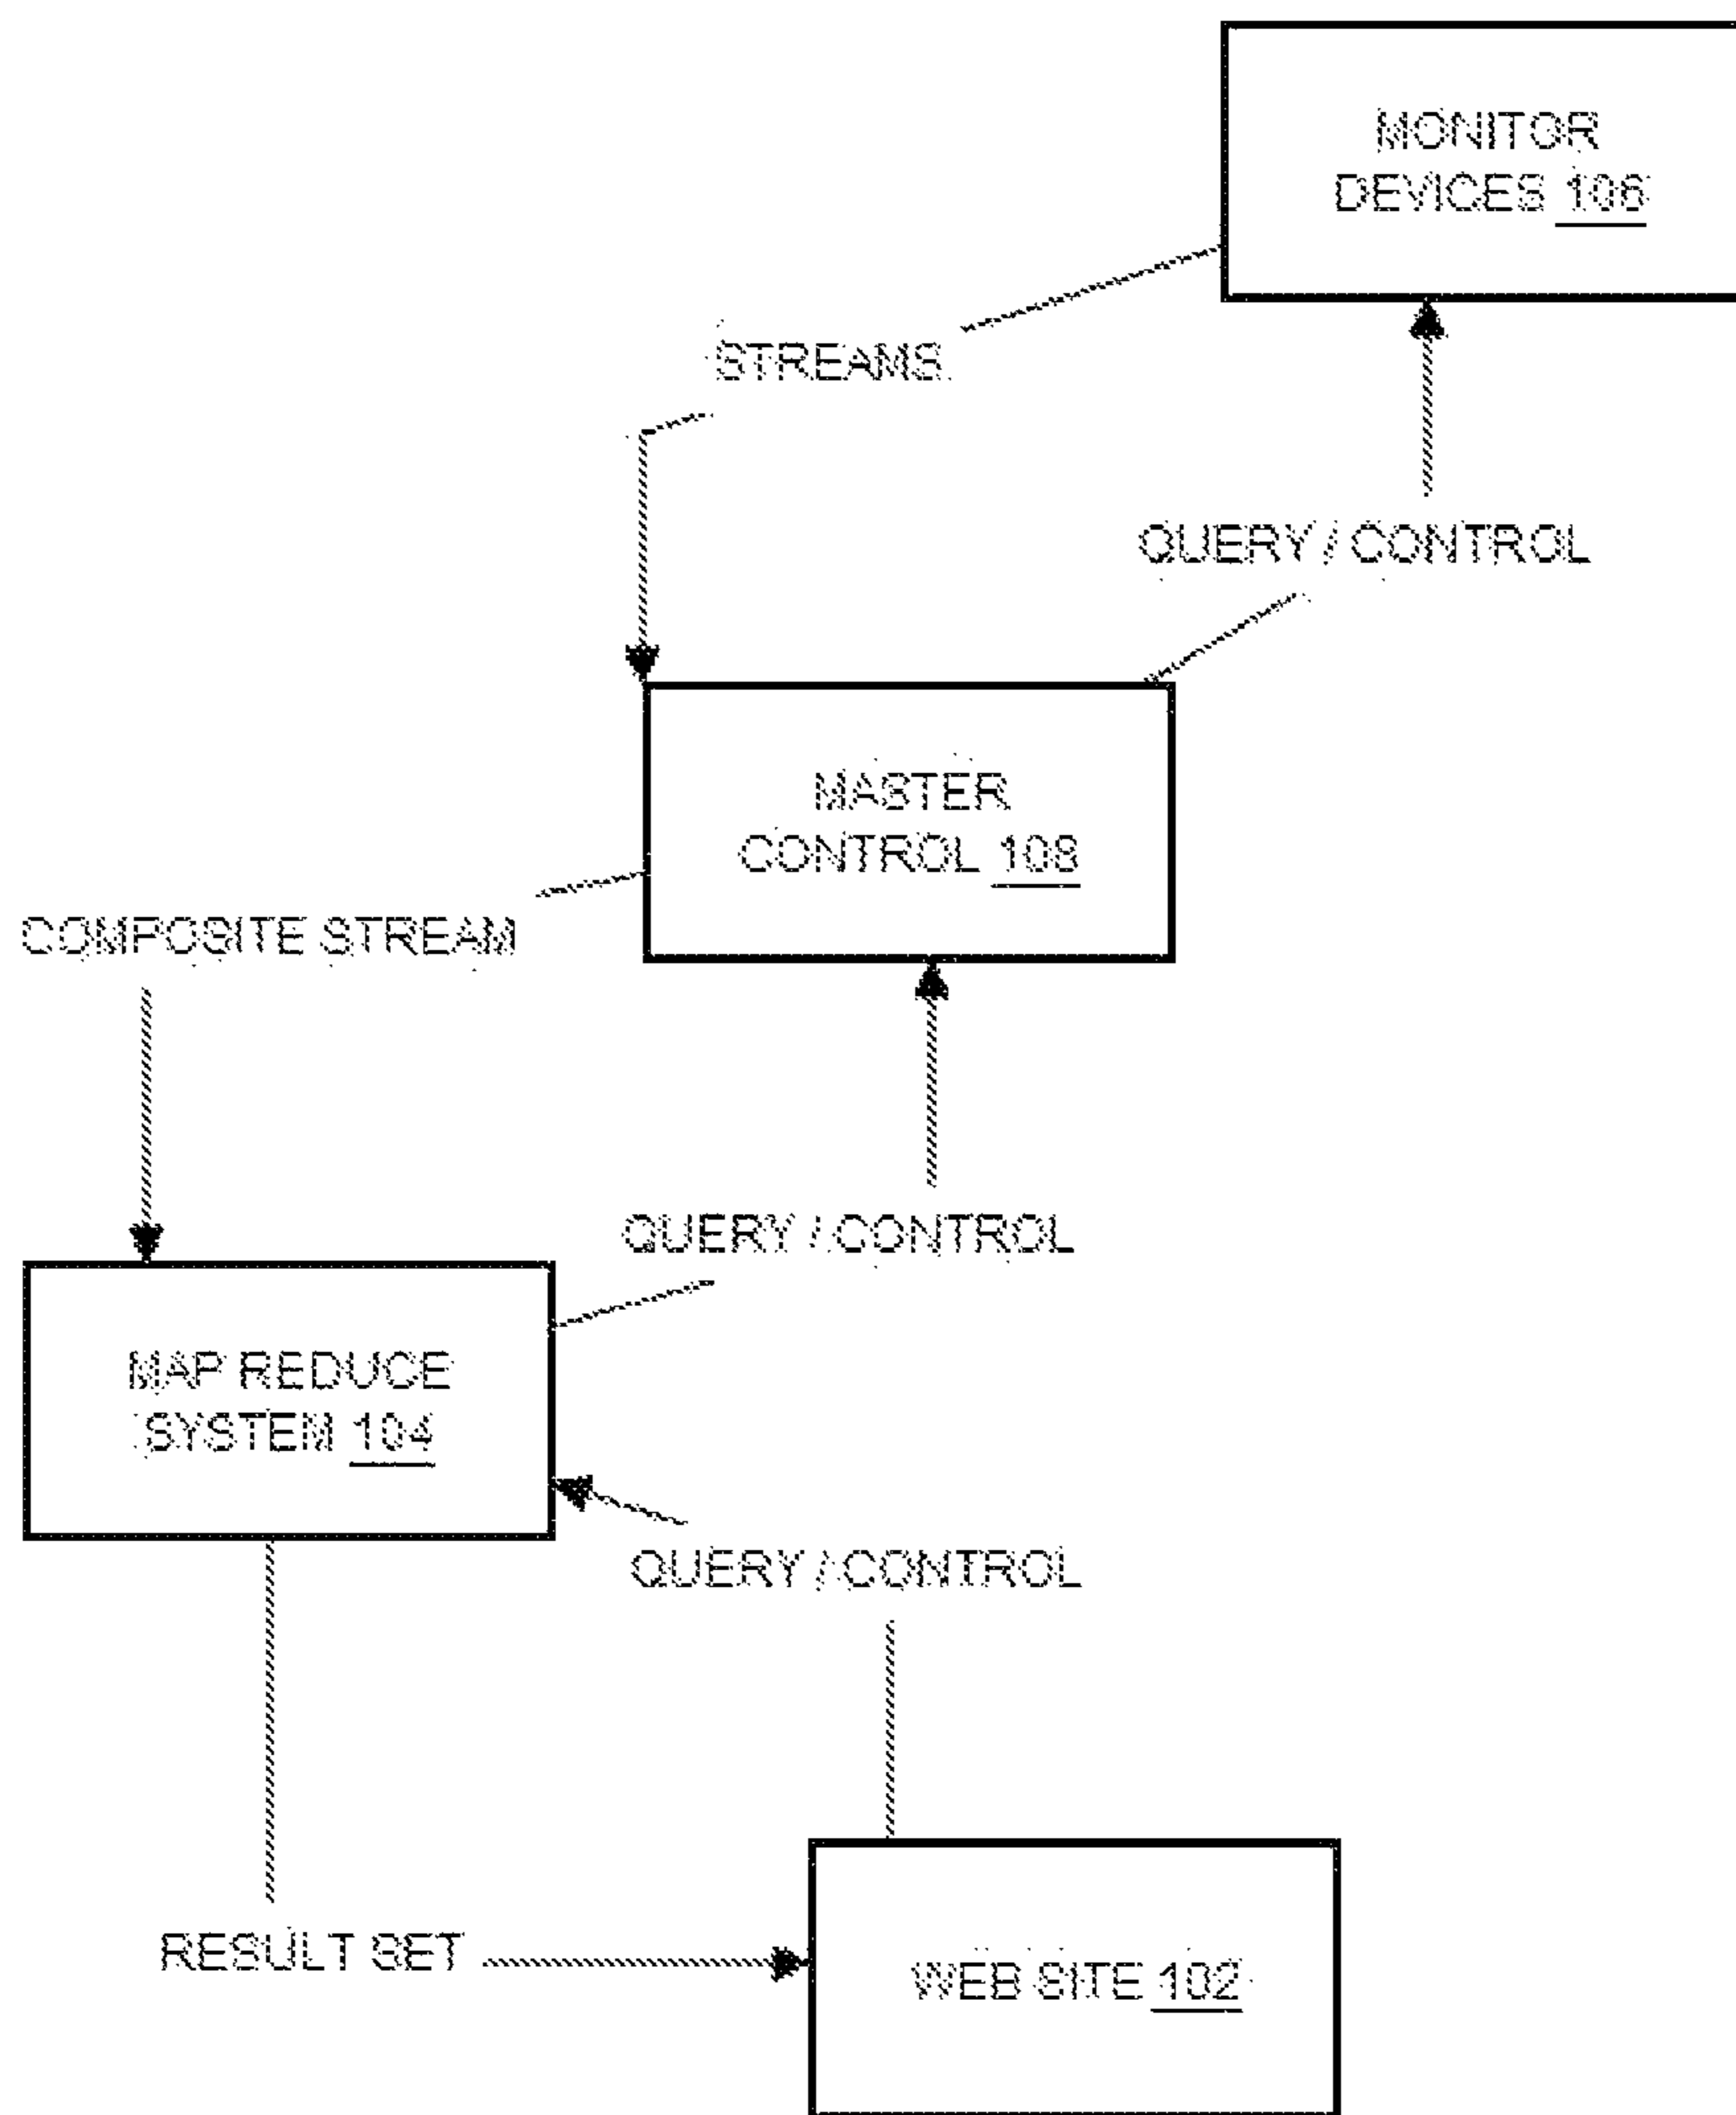 MONITOR
DEVICES 106
STREAMS
QUERY / CONTROL
MASTER
CONTROL 108
COMPOSITE STREAM
QUERY / CONTROL
MAP REDUCE
SYSTEM 104
QUERY / CONTROL
RESULT SET
WEB SITE 102